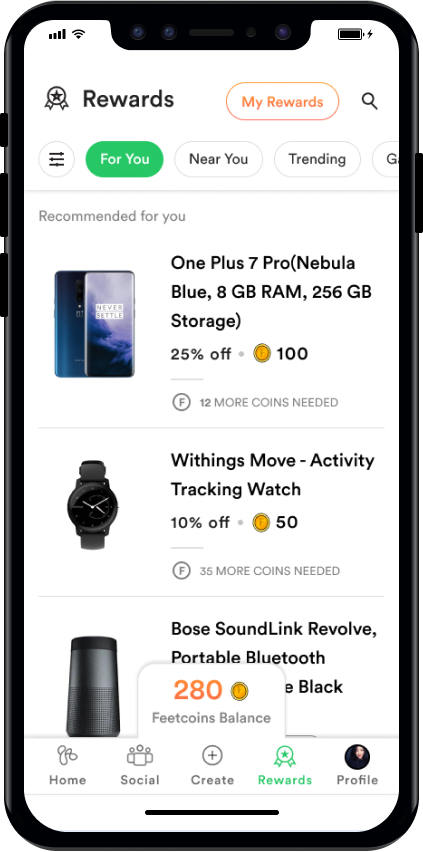 Rewards
My Rewards
For You
Near You
Trending
Ga
Recommended for you
One Plus 7 Pro(Nebula
Blue, 8 GB RAM, 256 GB
Storage)
25% off • 100
F 12 MORE COINS NEEDED
NEVER
SETTLE
Withings Move - Activity
Tracking Watch
10% off • 50
F 35 MORE COINS NEEDED
Bose SoundLink Revolve,
Portable Bluetooth
e Black
280
Feetcoins Balance
Home
Social
Create
Rewards
Profile